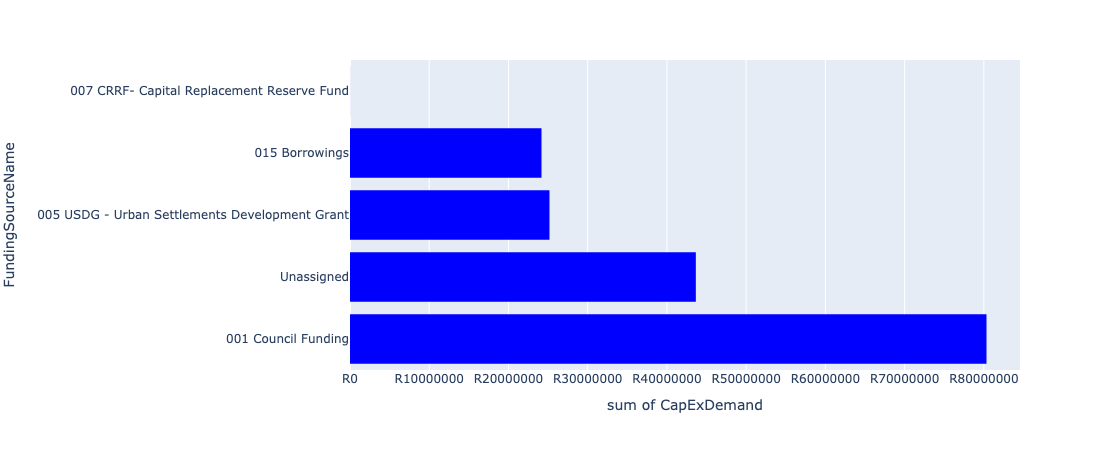 007 CRRF- Capital Replacement Reserve Fund
015 Borrowings
005 USDG - Urban Settlements Development Grant
Unassigned
001 Council Funding
FundingSourceName
R0 R10000000 R20000000 R30000000 R40000000 R50000000 R60000000 R70000000 R80000000
sum of CapExDemand